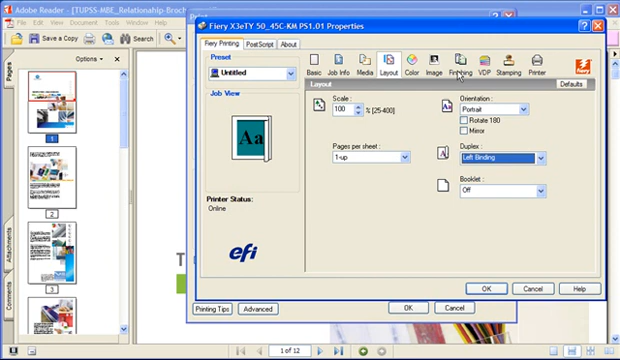 Adobe Reader - [TUPSS-MBE_Relationship-Broch
Print
Fiery X3eTY 50_45C-KM PS1.01 Properties
File Edit View Document Tools Window
Save a Copy
Search
Fiery Printing PostScript About
Preset
Untitled
Job View
Aa
Printer Status:
Online
efi
Basic Job Info Media Layout Color Image Finishing VDP Stamping Printer
Fiery
Layout
Defaults
Scale :
100 % [25-400]
Pages per sheet :
1-up
Orientation :
Portrait
Rotate 180
Mirror
Duplex:
Left Binding
Booklet :
Off
OK Cancel Help
Printing Tips Advanced OK Cancel
Pages
Options
1
2
3
Attachments
Comments
T
1 of 12